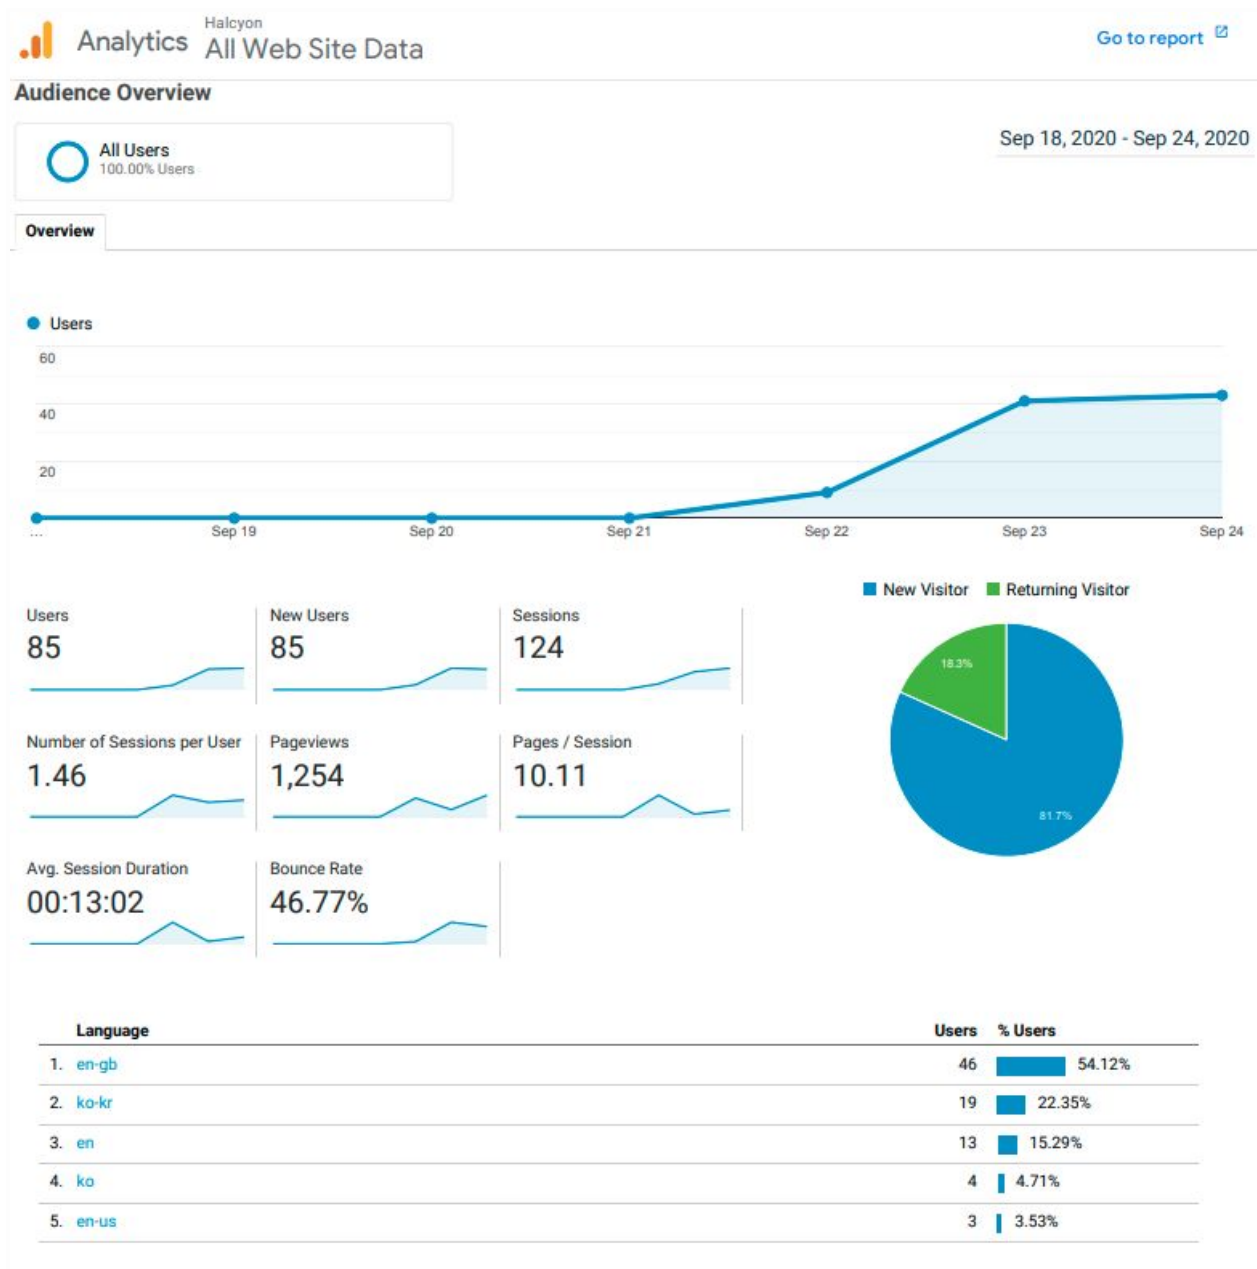 Analytics
Halcyon
All Web Site Data
Go to report
Audience Overview
All Users
100.00% Users
Sep 18, 2020 - Sep 24, 2020
Overview
Users
60
40
20
...
Sep 19
Sep 20
Sep 21
Sep 22
Sep 23
Sep 24
New Visitor
Returning Visitor
18.3%
81.7%
Users
85
New Users
85
Sessions
124
Number of Sessions per User
1.46
Pageviews
1,254
Pages / Session
10.11
Avg. Session Duration
00:13:02
Bounce Rate
46.77%
Language Users % Users
1. en-gb 46 54.12%
2. ko-kr 19 22.35%
3. en 13 15.29%
4. ko 4 4.71%
5. en-us 3 3.53%